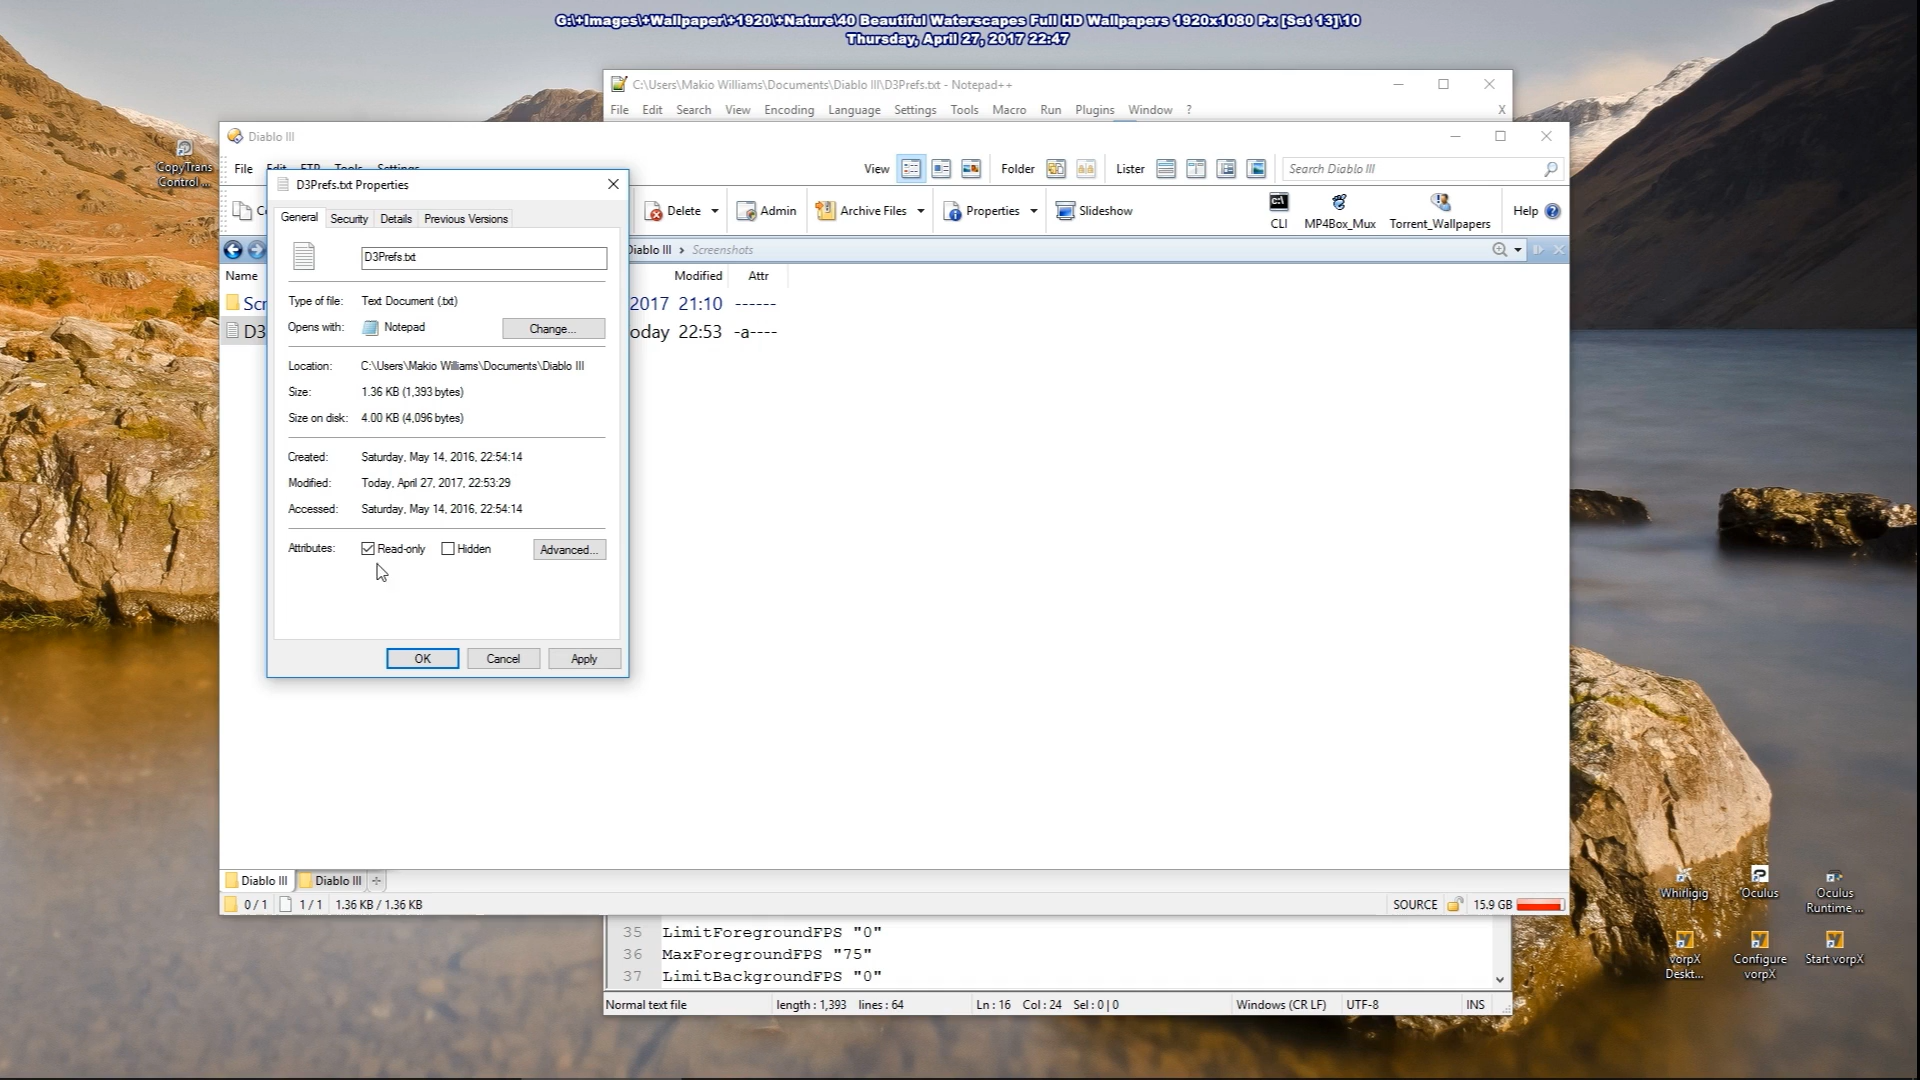 G:\+Images\+Wallpaper\+1920\+Nature\40 Beautiful Waterscapes Full HD Wallpapers 1920x1080 Px [Set 13]\10
Thursday, April 27, 2017 22:47
C:\Users\Makio Williams\Documents\Diablo III\D3Prefs.txt - Notepad++
File Edit Search View Encoding Language Settings Tools Macro Run Plugins Window ? X
Diablo III
CopyTrans
Control ...
File Edit FTP Tools Settings
View Folder Lister Search Diablo III
D3Prefs.txt Properties
Delete Admin Archive Files Properties Slideshow
CLI MP4Box_Mux Torrent_Wallpapers Help
General Security Details Previous Versions
Diablo III › Screenshots
D3Prefs.txt
Name Modified Attr
Scr 2017 21:10 ------
Type of file: Text Document (.txt)
Opens with: Notepad Change...
D3 oday 22:53 -a----
Location: C:\Users\Makio Williams\Documents\Diablo III
Size: 1.36 KB (1,393 bytes)
Size on disk: 4.00 KB (4,096 bytes)
Created: Saturday, May 14, 2016, 22:54:14
Modified: Today, April 27, 2017, 22:53:29
Accessed: Saturday, May 14, 2016, 22:54:14
Attributes: Read-only Hidden Advanced...
OK Cancel Apply
Diablo III Diablo III
0 / 1 1 / 1 1.36 KB / 1.36 KB SOURCE 15.9 GB
Whirligig Oculus Oculus
Runtime ...
35 LimitForegroundFPS "0"
36 MaxForegroundFPS "75"
37 LimitBackgroundFPS "0"
vorpX
Deskt...
Configure
vorpX
Start vorpX
Normal text file length : 1,393 lines : 64 Ln : 16 Col : 24 Sel : 0 | 0 Windows (CR LF) UTF-8 INS